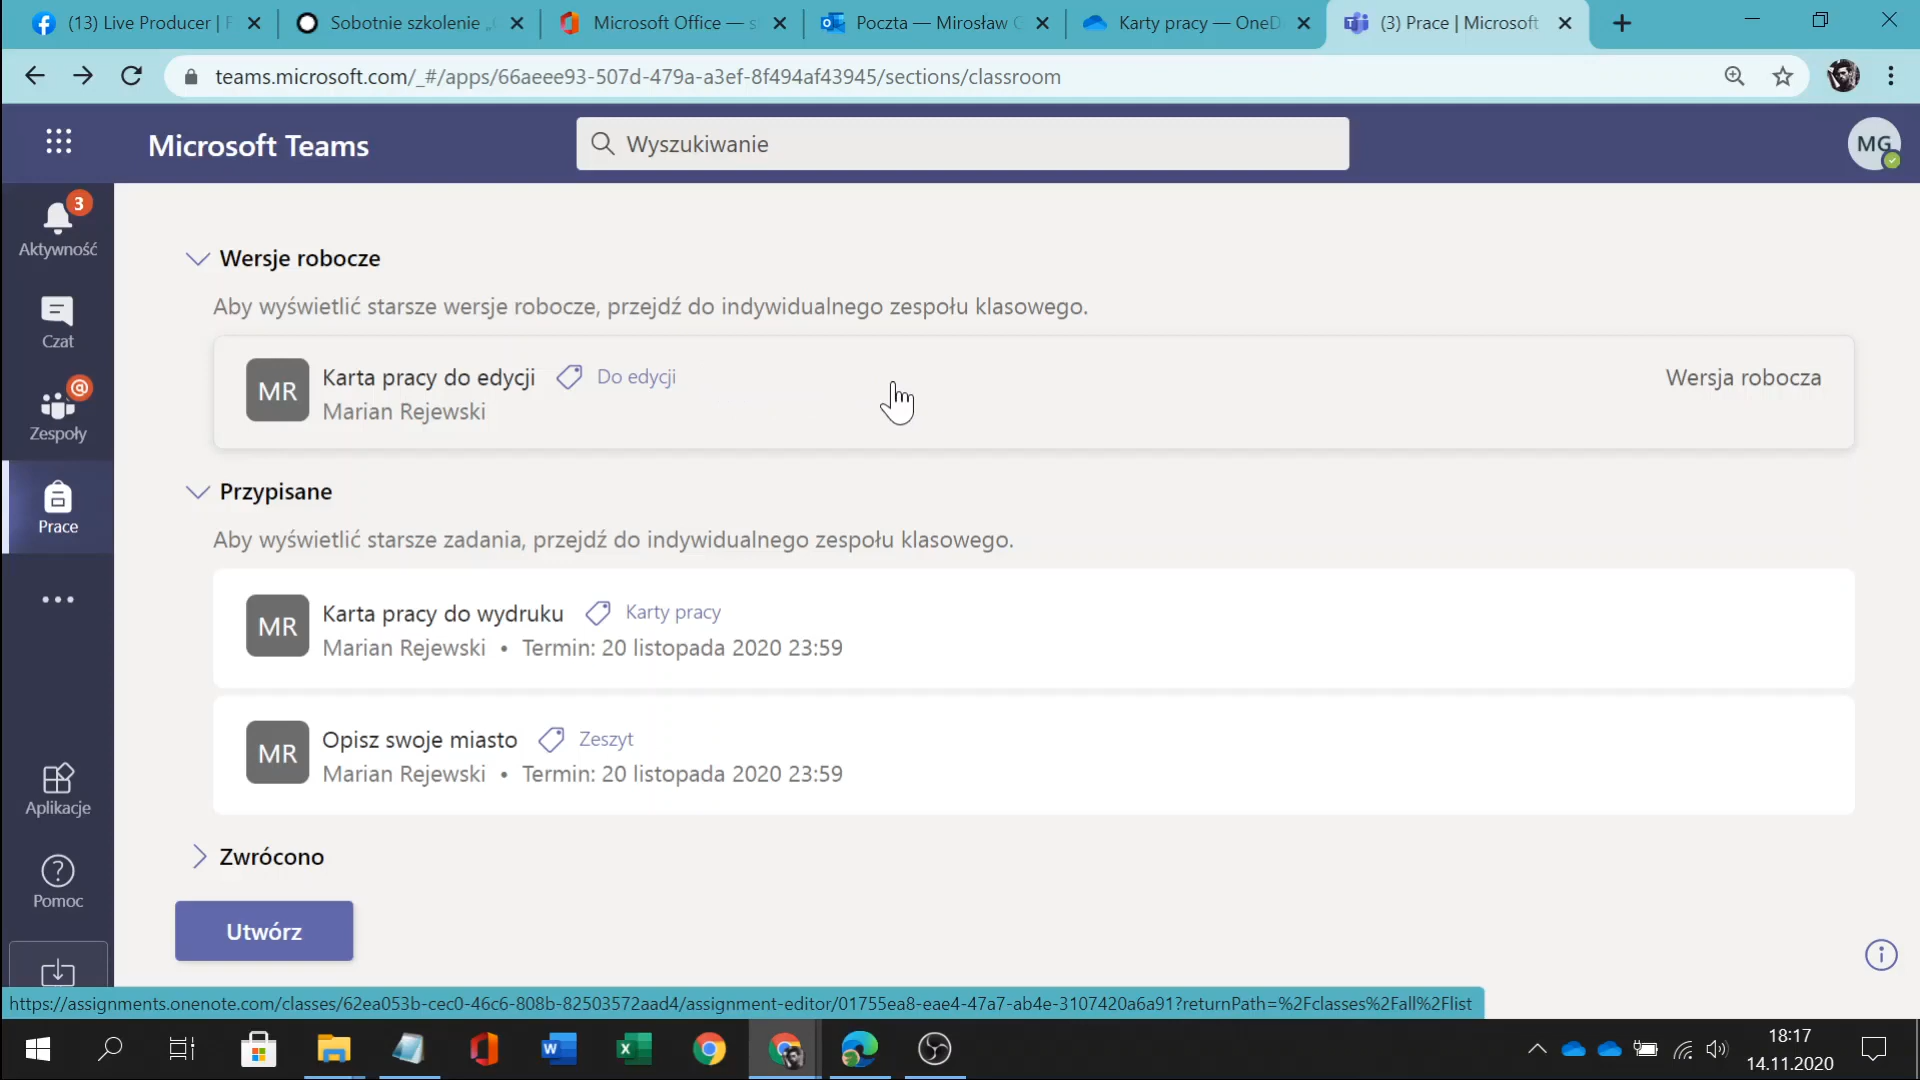 (13) Live Producer | F
Sobotnie szkolenie „
Microsoft Office — s
Poczta — Mirosław G
Karty pracy — OneD
(3) Prace | Microsoft
teams.microsoft.com/_#/apps/66aeee93-507d-479a-a3ef-8f494af43945/sections/classroom
Microsoft Teams
Wyszukiwanie
MG
3
Aktywność
Czat
@
Zespoły
Prace
Aplikacje
Pomoc
Wersje robocze
Aby wyświetlić starsze wersje robocze, przejdź do indywidualnego zespołu klasowego.
MR
Karta pracy do edycji
Do edycji
Wersja robocza
Marian Rejewski
Przypisane
Aby wyświetlić starsze zadania, przejdź do indywidualnego zespołu klasowego.
MR
Karta pracy do wydruku
Karty pracy
Marian Rejewski • Termin: 20 listopada 2020 23:59
MR
Opisz swoje miasto
Zeszyt
Marian Rejewski • Termin: 20 listopada 2020 23:59
Zwrócono
Utwórz
https://assignments.onenote.com/classes/62ea053b-cec0-46c6-808b-82503572aad4/assignment-editor/01755ea8-eae4-47a7-ab4e-3107420a6a91?returnPath=%2Fclasses%2Fall%2Flist
18:17
14.11.2020